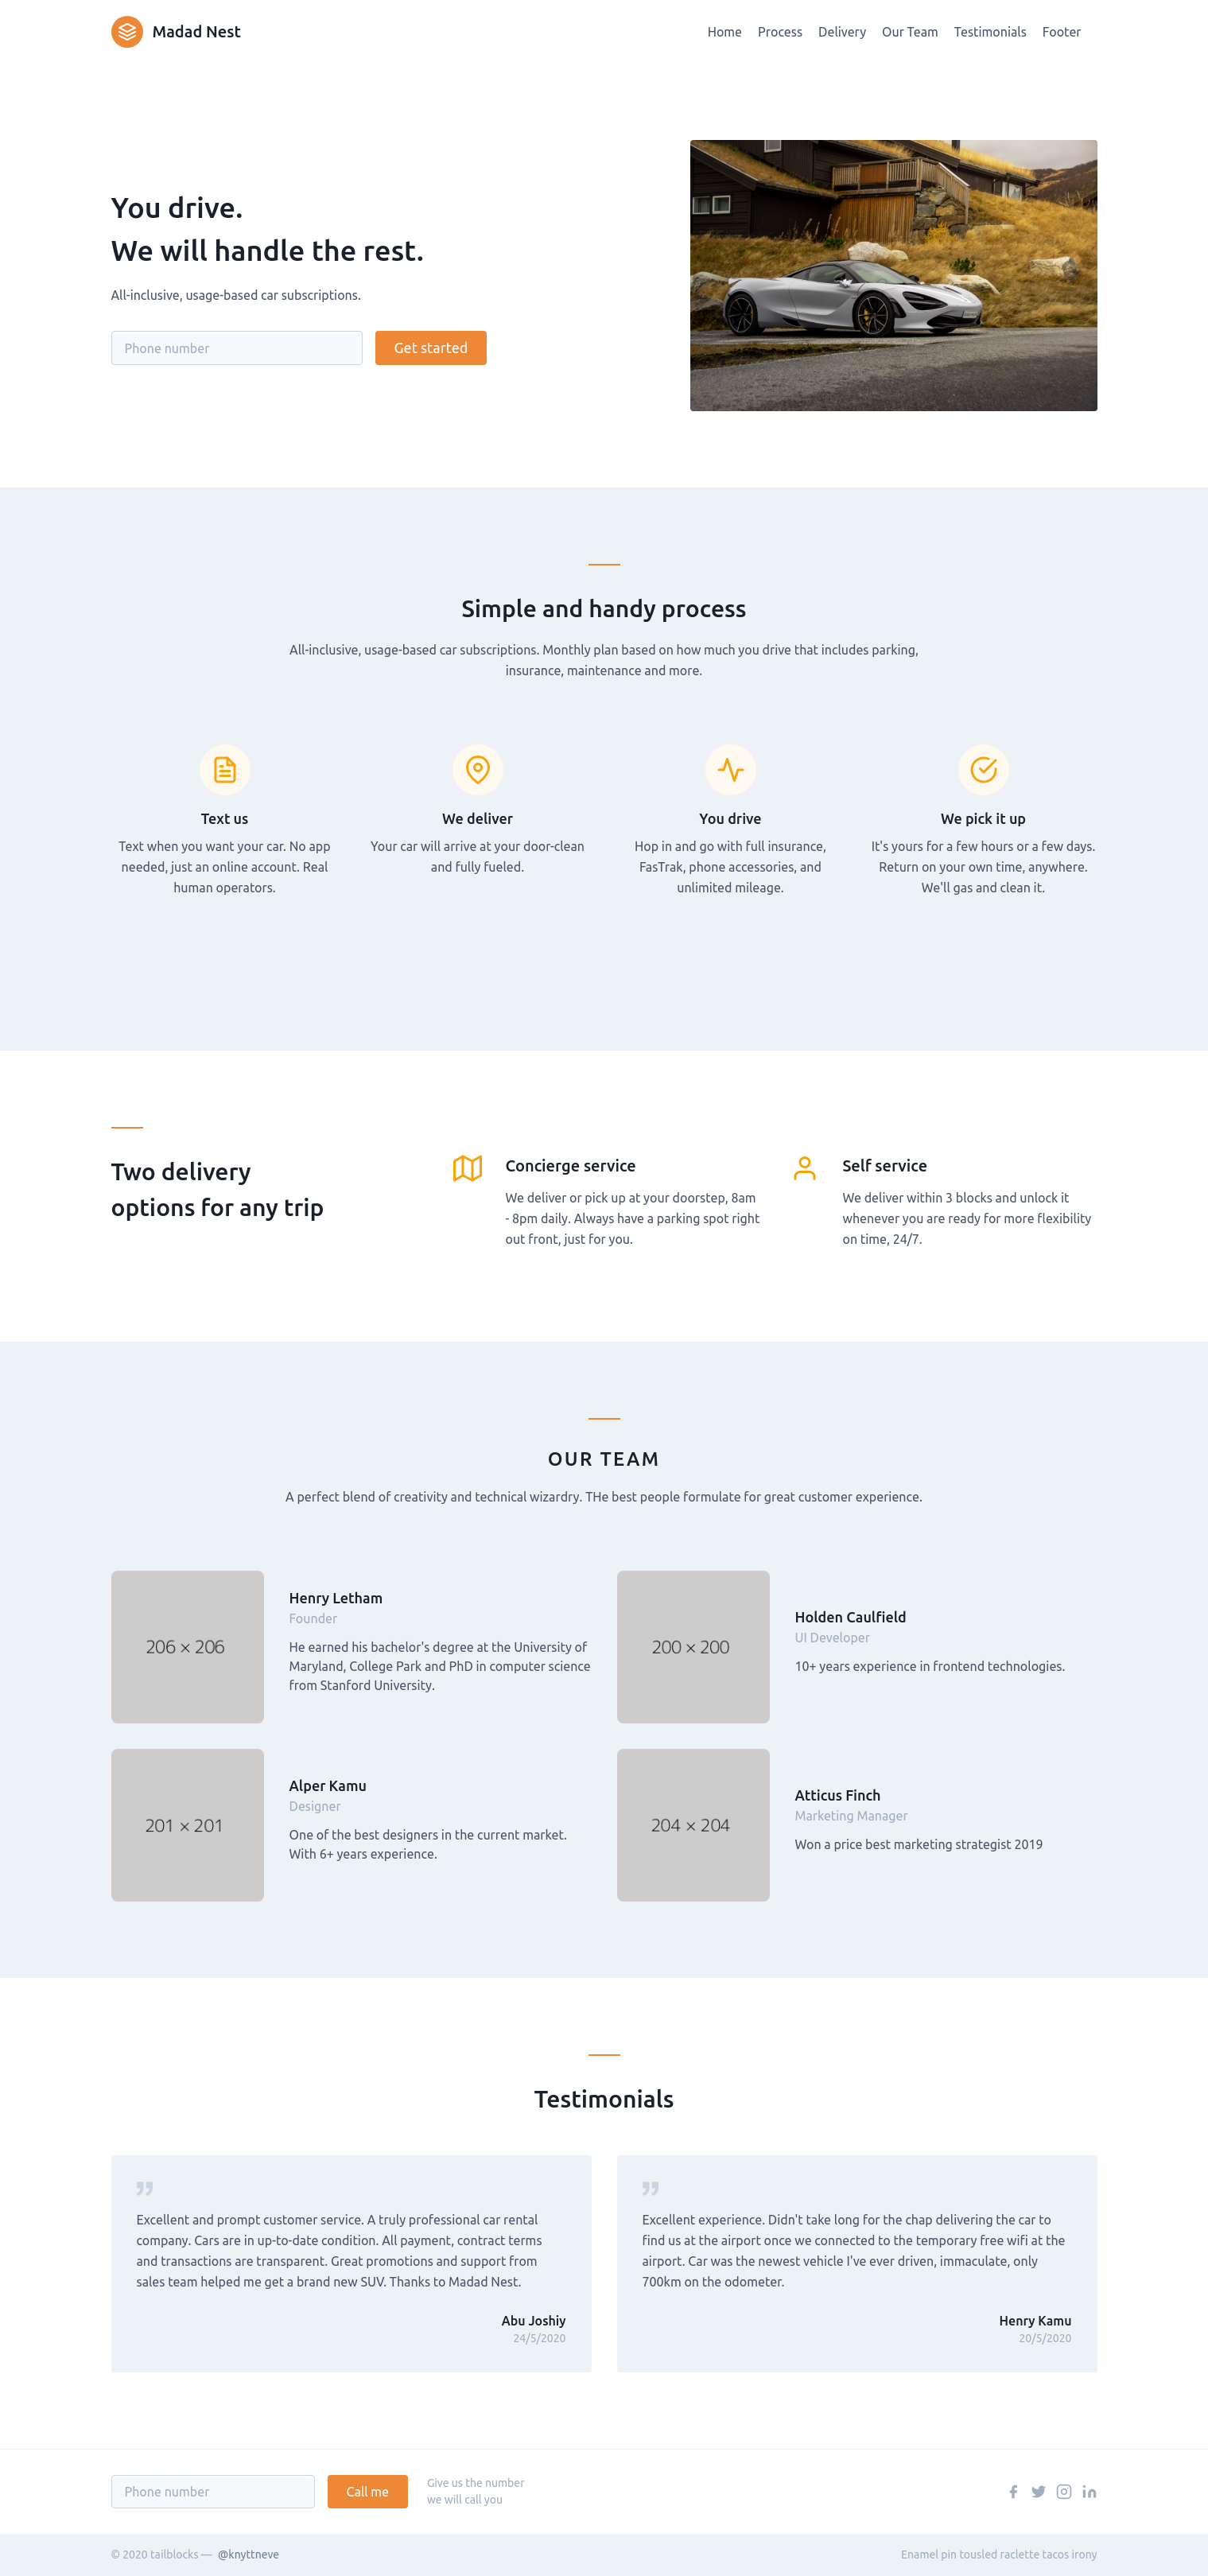 Madad Nest
Home Process Delivery Our Team Testimonials Footer
You drive.
We will handle the rest.
All-inclusive, usage-based car subscriptions.
Phone number
Get started
Simple and handy process
All-inclusive, usage-based car subscriptions. Monthly plan based on how much you drive that includes parking,
insurance, maintenance and more.
Text us
Text when you want your car. No app
needed, just an online account. Real
human operators.
We deliver
Your car will arrive at your door-clean
and fully fueled.
You drive
Hop in and go with full insurance,
FasTrak, phone accessories, and
unlimited mileage.
We pick it up
It's yours for a few hours or a few days.
Return on your own time, anywhere.
We'll gas and clean it.
Two delivery
options for any trip
Concierge service
We deliver or pick up at your doorstep, 8am
- 8pm daily. Always have a parking spot right
out front, just for you.
Self service
We deliver within 3 blocks and unlock it
whenever you are ready for more flexibility
on time, 24/7.
OUR TEAM
A perfect blend of creativity and technical wizardry. THe best people formulate for great customer experience.
206 × 206
Henry Letham
Founder
He earned his bachelor's degree at the University of
Maryland, College Park and PhD in computer science
from Stanford University.
200 × 200
Holden Caulfield
UI Developer
10+ years experience in frontend technologies.
201 × 201
Alper Kamu
Designer
One of the best designers in the current market.
With 6+ years experience.
204 × 204
Atticus Finch
Marketing Manager
Won a price best marketing strategist 2019
Testimonials
Excellent and prompt customer service. A truly professional car rental
company. Cars are in up-to-date condition. All payment, contract terms
and transactions are transparent. Great promotions and support from
sales team helped me get a brand new SUV. Thanks to Madad Nest.
Abu Joshiy
24/5/2020
Excellent experience. Didn't take long for the chap delivering the car to
find us at the airport once we connected to the temporary free wifi at the
airport. Car was the newest vehicle I've ever driven, immaculate, only
700km on the odometer.
Henry Kamu
20/5/2020
Phone number
Call me
Give us the number
we will call you
© 2020 tailblocks — @knyttneve
Enamel pin tousled raclette tacos irony